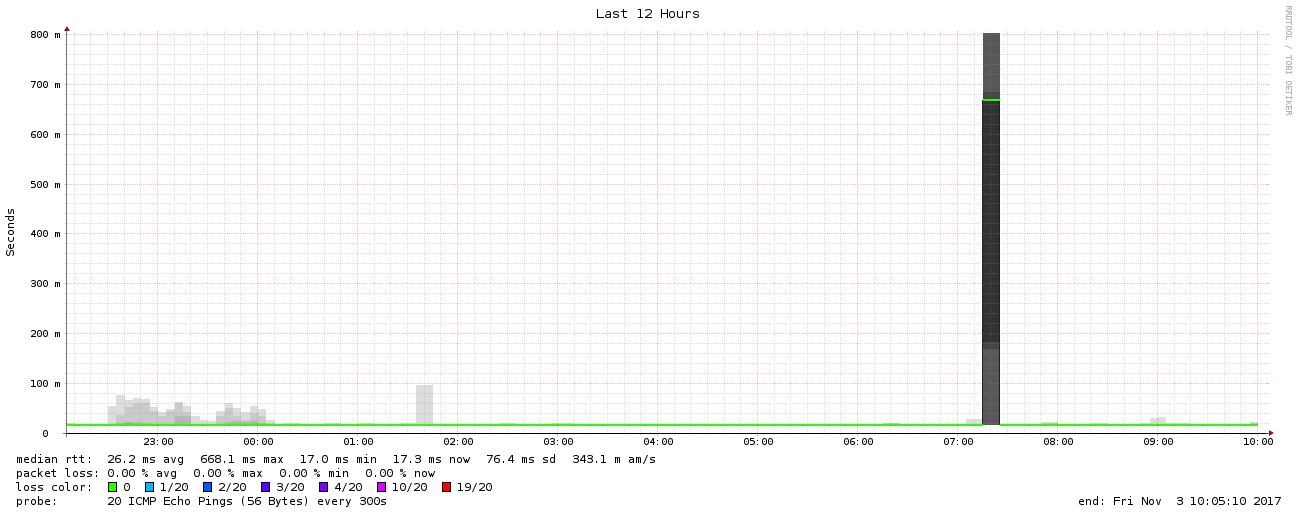 Last 12 Hours
RRDTOOL / TOBI OETIKER
Seconds
800 m
700 m
600 m
500 m
400 m
300 m
200 m
100 m
0
23:00 00:00 01:00 02:00 03:00 04:00 05:00 06:00 07:00 08:00 09:00 10:00
median rtt: 26.2 ms avg 668.1 ms max 17.0 ms min 17.3 ms now 76.4 ms sd 343.1 m am/s
packet loss: 0.00 % avg 0.00 % max 0.00 % min 0.00 % now
loss color: 0 1/20 2/20 3/20 4/20 10/20 19/20
probe: 20 ICMP Echo Pings (56 Bytes) every 300s end: Fri Nov 3 10:05:10 2017